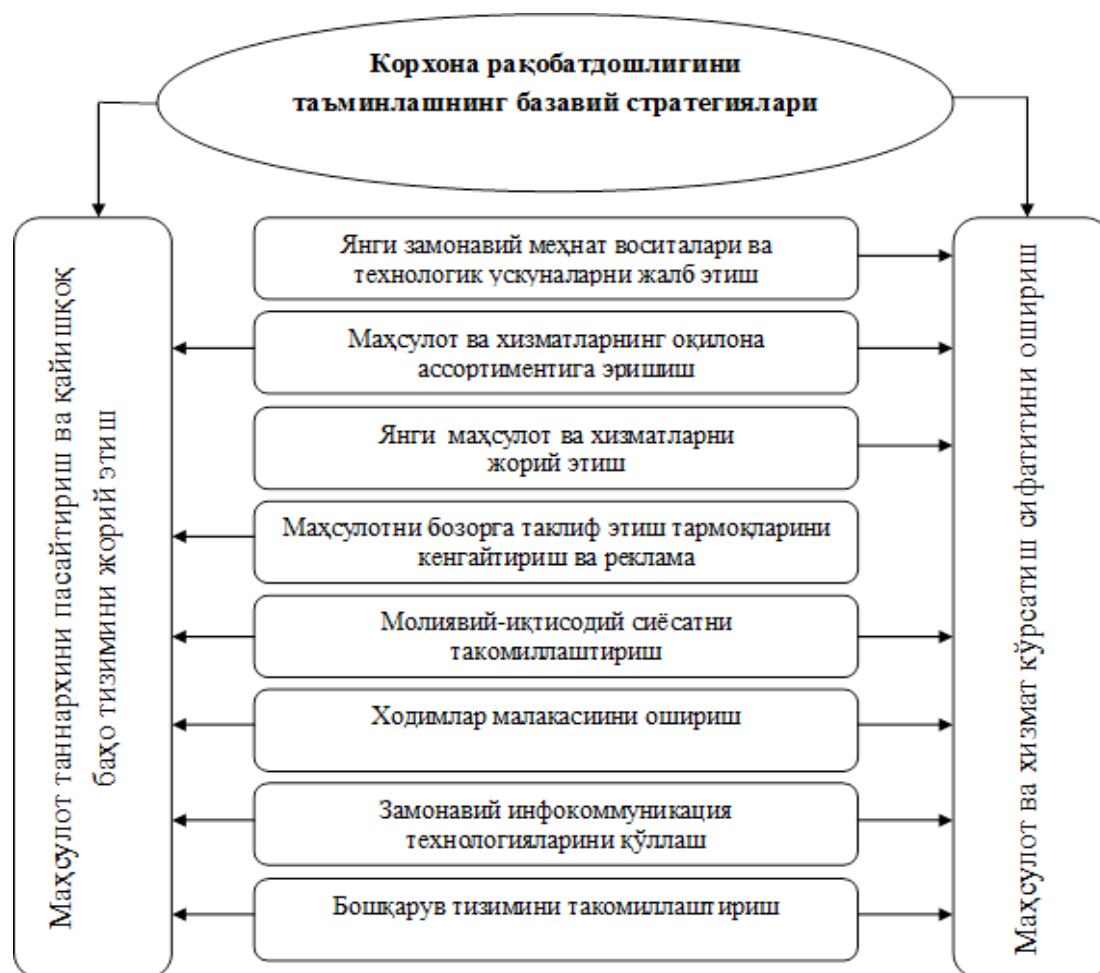 Корхона рақобатдошлигини
таъминлашнинг базавий стратегиялари
Маҳсулот таннархини пасайтириш ва қайишқоқ
баҳо тизимини жорий этиш
Янги замонавий меҳнат воситалари ва
технологик ускуналарни жалб этиш
Маҳсулот ва хизматларнинг оқилона
ассортиментига эришиш
Янги маҳсулот ва хизматларни
жорий этиш
Маҳсулотни бозорга таклиф этиш тармоқларини
кенгайтириш ва реклама
Молиявий-иқтисодий сиёсатни
такомиллаштириш
Ходимлар малакасиини ошириш
Замонавий инфокоммуникация
технологияларини қўллаш
Бошқарув тизимини такомиллаштириш
Маҳсулот ва хизмат кўрсатиш сифатитини ошириш